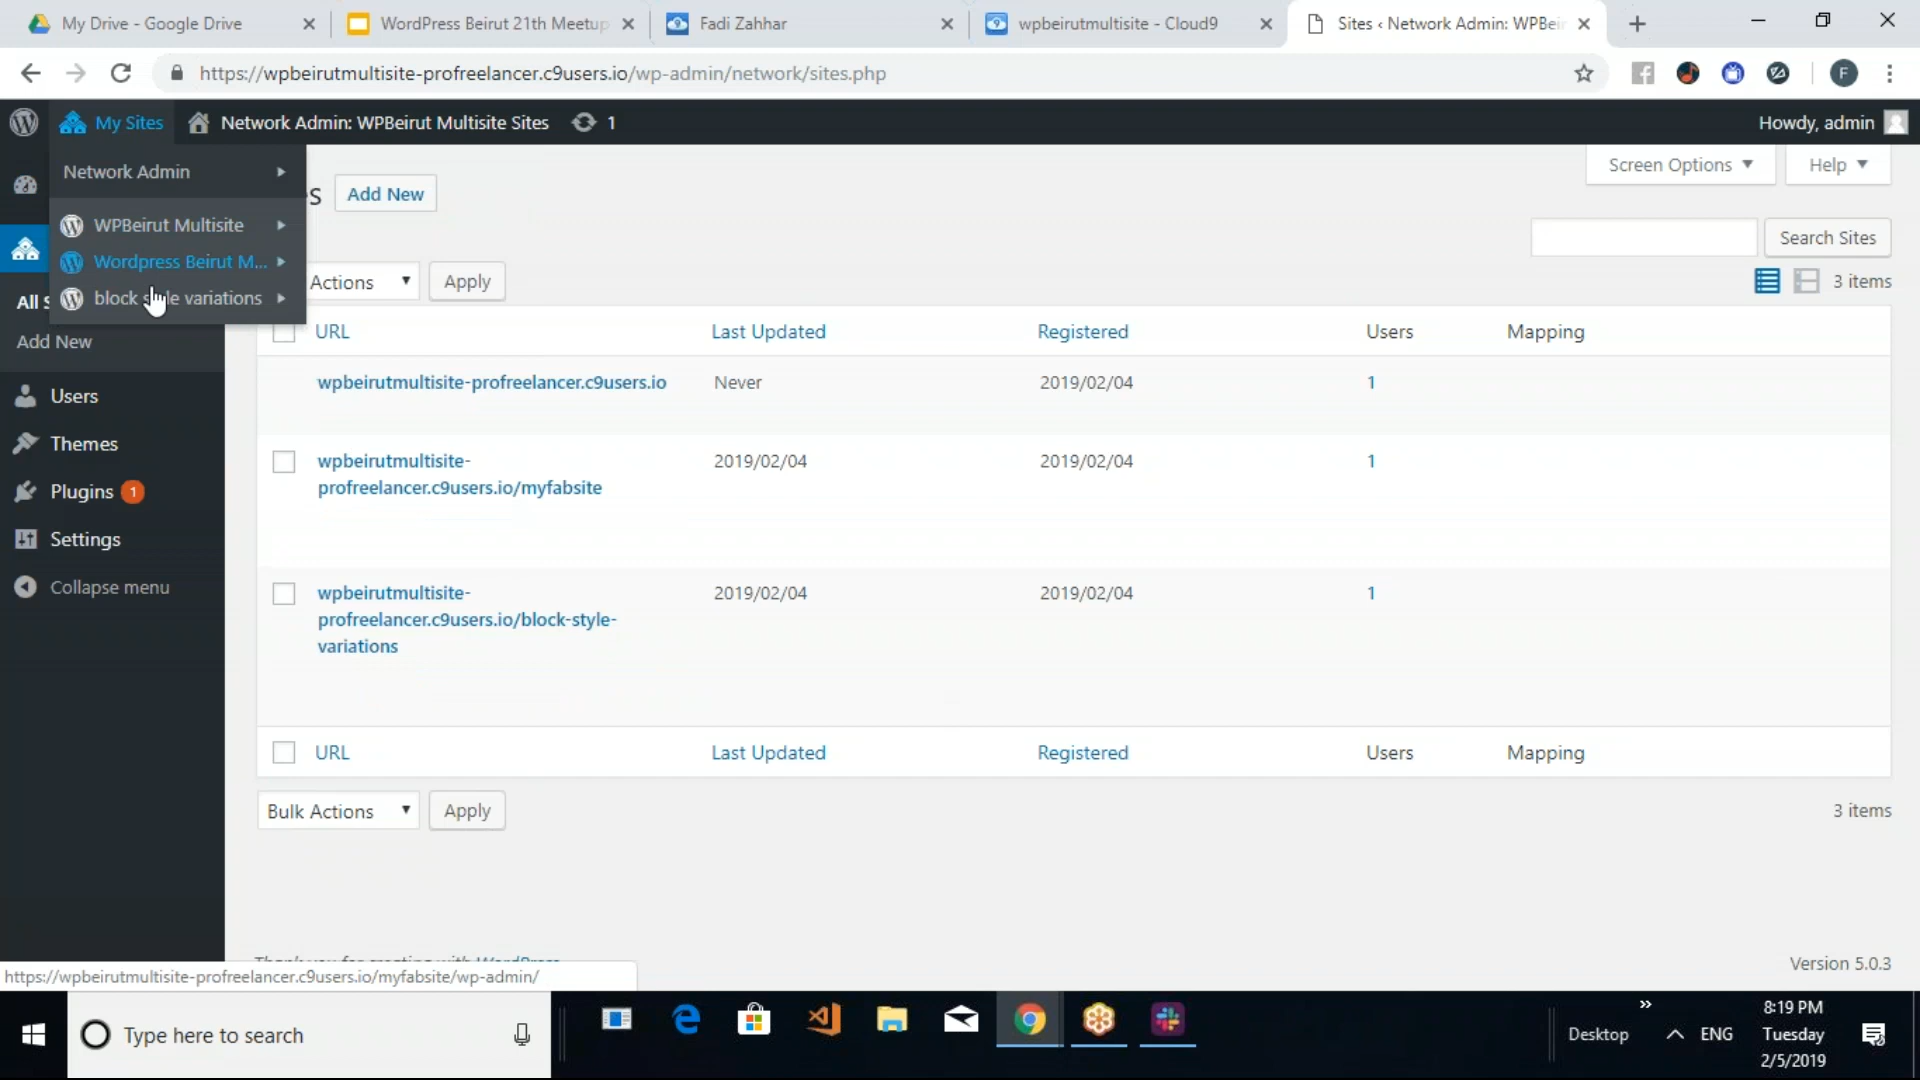 My Drive - Google Drive
WordPress Beirut 21th Meetup
Fadi Zahhar
wpbeirutmultisite - Cloud9
Sites ‹ Network Admin: WPBei
https://wpbeirutmultisite-profreelancer.c9users.io/wp-admin/network/sites.php
F
My Sites
Network Admin: WPBeirut Multisite Sites
1
Howdy, admin
Network Admin
WPBeirut Multisite
Wordpress Beirut M...
block style variations
s
Add New
Screen Options
Help
Search Sites
Actions
Apply
3 items
All S
Add New
Users
Themes
Plugins 1
Settings
Collapse menu
URL Last Updated Registered Users Mapping
wpbeirutmultisite-profreelancer.c9users.io Never 2019/02/04 1
wpbeirutmultisite- 2019/02/04 2019/02/04 1
profreelancer.c9users.io/myfabsite
wpbeirutmultisite- 2019/02/04 2019/02/04 1
profreelancer.c9users.io/block-style-
variations
URL Last Updated Registered Users Mapping
Bulk Actions
Apply
3 items
Version 5.0.3
https://wpbeirutmultisite-profreelancer.c9users.io/myfabsite/wp-admin/
Type here to search
Desktop
ENG
8:19 PM
Tuesday
2/5/2019